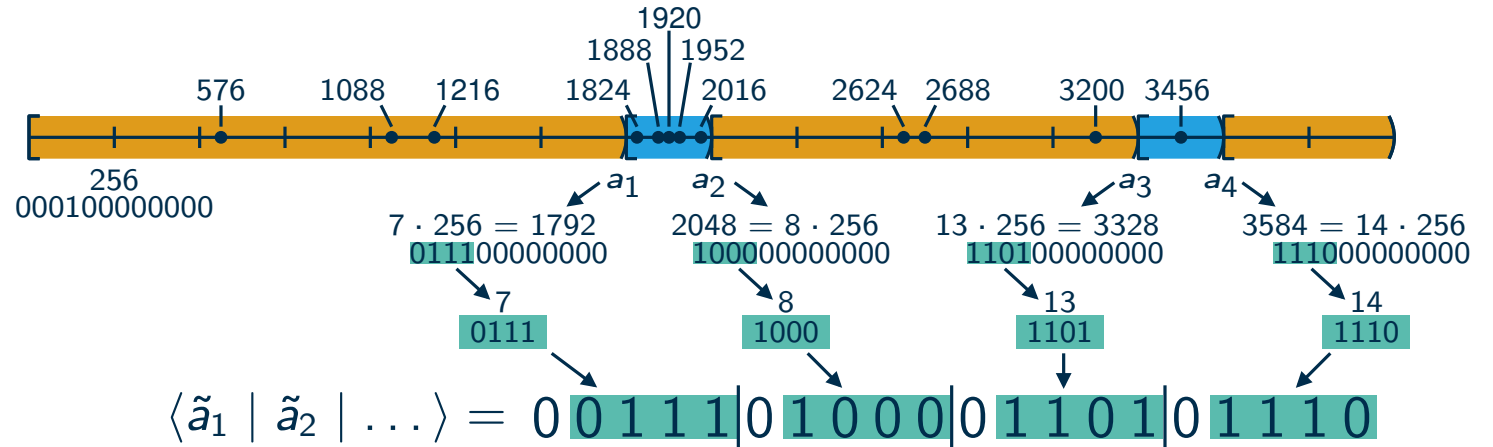 1920
1888 1952
576 1088 1216 1824 2016 2624 2688 3200 3456
256 a1 a2 a3 a4
000100000000
7 · 256 = 1792 2048 = 8 · 256 13 · 256 = 3328 3584 = 14 · 256
011100000000 100000000000 110100000000 111000000000
7 8 13 14
0111 1000 1101 1110
⟨ã1 | ã2 | . . . ⟩ = 0 0 1 1 1|0 1 0 0 0|0 1 1 0 1|0 1 1 1 0